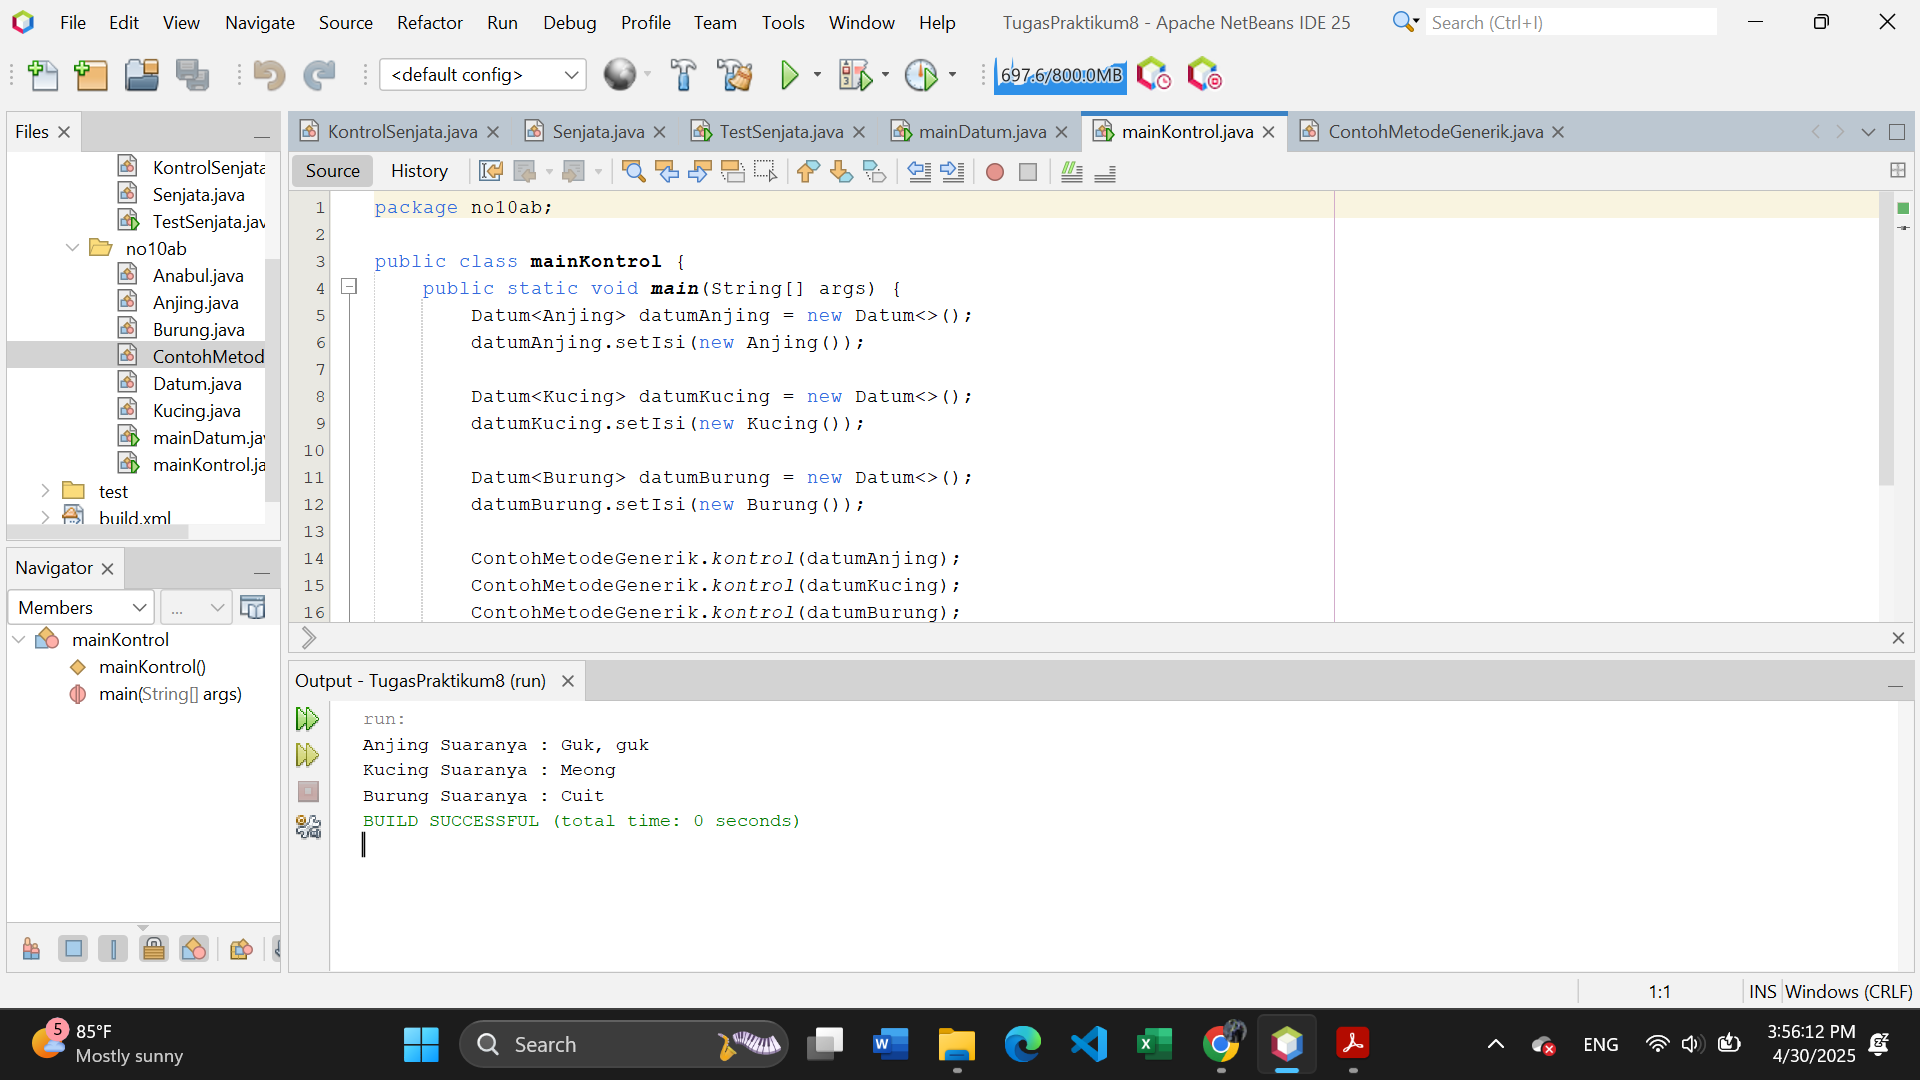 File Edit View Navigate Source Refactor Run Debug Profile Team Tools Window Help TugasPraktikum8 - Apache NetBeans IDE 25 Search (Ctrl+I)
<default config> 697.6/800.0MB
Files
KontrolSenjata
Senjata.java
TestSenjata.jav
no10ab
Anabul.java
Anjing.java
Burung.java
ContohMetod
Datum.java
Kucing.java
mainDatum.jav
mainKontrol.ja
test
build.xml
Navigator
Members ...
mainKontrol
mainKontrol()
main(String[] args)
KontrolSenjata.java Senjata.java TestSenjata.java mainDatum.java mainKontrol.java ContohMetodeGenerik.java
Source History
1 package no10ab;
2
3 public class mainKontrol {
4 public static void main(String[] args) {
5 Datum<Anjing> datumAnjing = new Datum<>();
6 datumAnjing.setIsi(new Anjing());
7
8 Datum<Kucing> datumKucing = new Datum<>();
9 datumKucing.setIsi(new Kucing());
10
11 Datum<Burung> datumBurung = new Datum<>();
12 datumBurung.setIsi(new Burung());
13
14 ContohMetodeGenerik.kontrol(datumAnjing);
15 ContohMetodeGenerik.kontrol(datumKucing);
16 ContohMetodeGenerik.kontrol(datumBurung);
Output - TugasPraktikum8 (run)
run:
Anjing Suaranya : Guk, guk
Kucing Suaranya : Meong
Burung Suaranya : Cuit
BUILD SUCCESSFUL (total time: 0 seconds)
1:1 INS Windows (CRLF)
5 85°F
Mostly sunny
Search
ENG
3:56:12 PM
4/30/2025